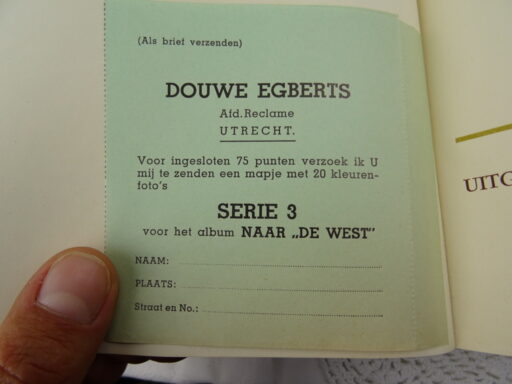 (Als brief verzenden)
DOUWE EGBERTS
Afd. Reclame
UTRECHT.
Voor ingesloten 75 punten verzoek ik U
mij te zenden een mapje met 20 kleuren-
foto's
SERIE 3
voor het album NAAR „DE WEST"
NAAM:
PLAATS:
Straat en No.:
UITG